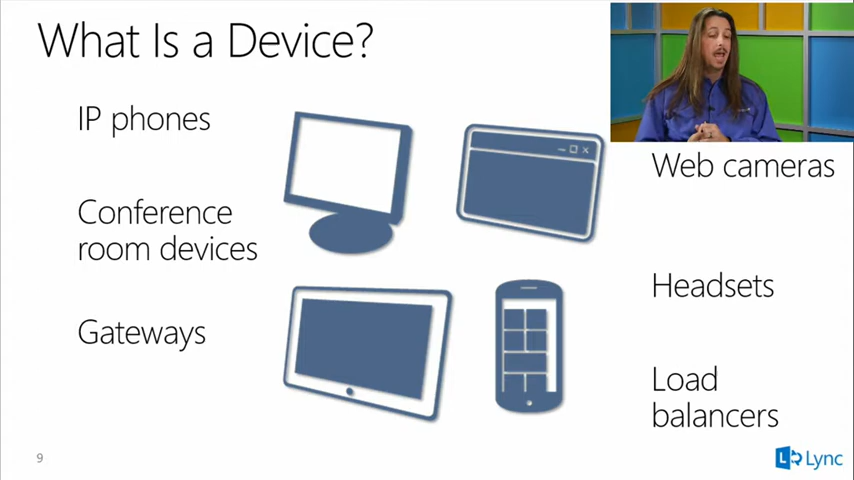 What Is a Device?
IP phones
Conference
room devices
Gateways
Web cameras
Headsets
Load
balancers
9
L Lync